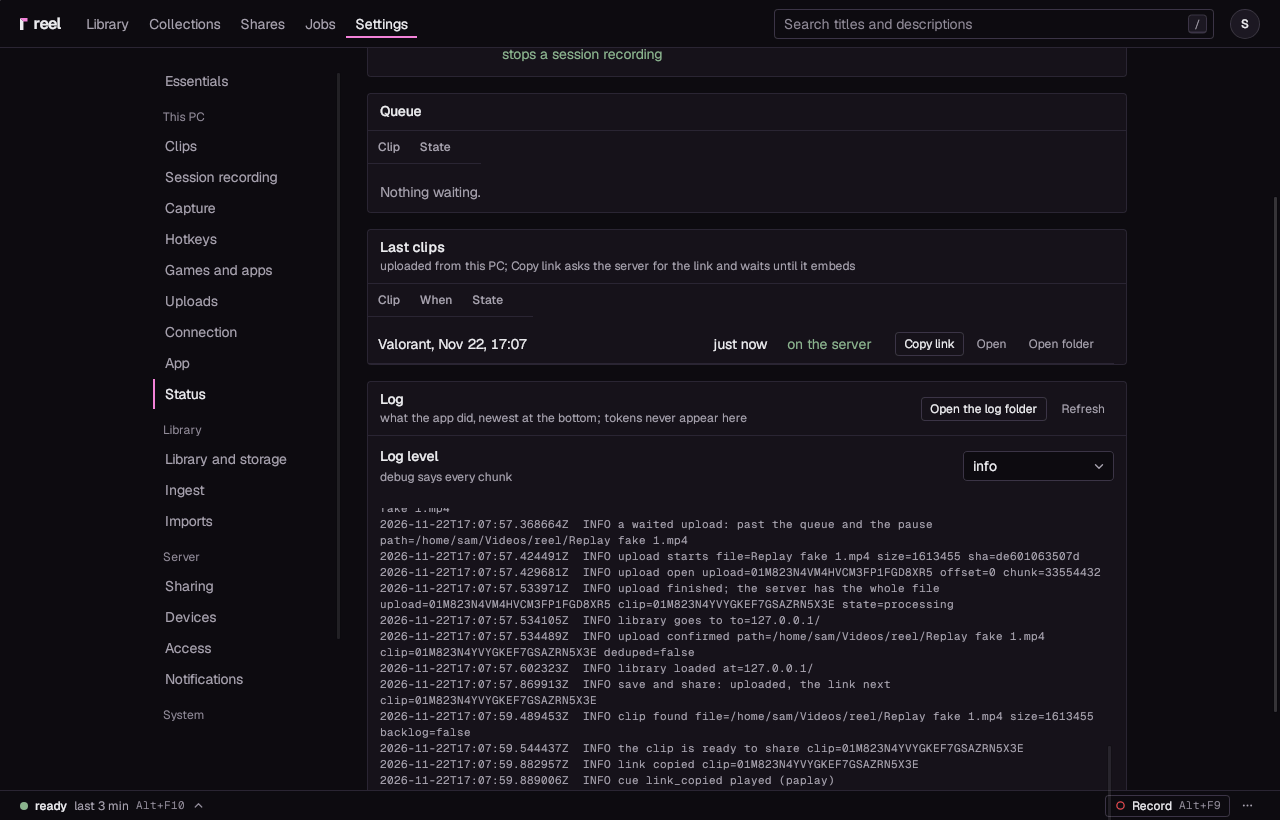 reel
Library
Collections
Shares
Jobs
Settings
Search titles and descriptions
/
S
Essentials
This PC
Clips
Session recording
Capture
Hotkeys
Games and apps
Uploads
Connection
App
Status
Library
Library and storage
Ingest
Imports
Server
Sharing
Devices
Access
Notifications
System
stops a session recording
Queue
Clip State
Nothing waiting.
Last clips
uploaded from this PC; Copy link asks the server for the link and waits until it embeds
Clip When State
Valorant, Nov 22, 17:07 just now on the server Copy link Open Open folder
Log
what the app did, newest at the bottom; tokens never appear here
Open the log folder Refresh
Log level
debug says every chunk
info
fake 1.mp4
2026-11-22T17:07:57.368664Z  INFO a waited upload: past the queue and the pause
path=/home/sam/Videos/reel/Replay fake 1.mp4
2026-11-22T17:07:57.424491Z  INFO upload starts file=Replay fake 1.mp4 size=1613455 sha=de601063507d
2026-11-22T17:07:57.429681Z  INFO upload open upload=01M823N4VM4HVCM3FP1FGD8XR5 offset=0 chunk=33554432
2026-11-22T17:07:57.533971Z  INFO upload finished; the server has the whole file
upload=01M823N4VM4HVCM3FP1FGD8XR5 clip=01M823N4YVYGKEF7GSAZRN5X3E state=processing
2026-11-22T17:07:57.534105Z  INFO library goes to to=127.0.0.1/
2026-11-22T17:07:57.534489Z  INFO upload confirmed path=/home/sam/Videos/reel/Replay fake 1.mp4
clip=01M823N4YVYGKEF7GSAZRN5X3E deduped=false
2026-11-22T17:07:57.602323Z  INFO library loaded at=127.0.0.1/
2026-11-22T17:07:57.869913Z  INFO save and share: uploaded, the link next
clip=01M823N4YVYGKEF7GSAZRN5X3E
2026-11-22T17:07:59.489453Z  INFO clip found file=/home/sam/Videos/reel/Replay fake 1.mp4 size=1613455
backlog=false
2026-11-22T17:07:59.544437Z  INFO the clip is ready to share clip=01M823N4YVYGKEF7GSAZRN5X3E
2026-11-22T17:07:59.882957Z  INFO link copied clip=01M823N4YVYGKEF7GSAZRN5X3E
2026-11-22T17:07:59.889006Z  INFO cue link_copied played (paplay)
ready last 3 min Alt+F10
Record Alt+F9